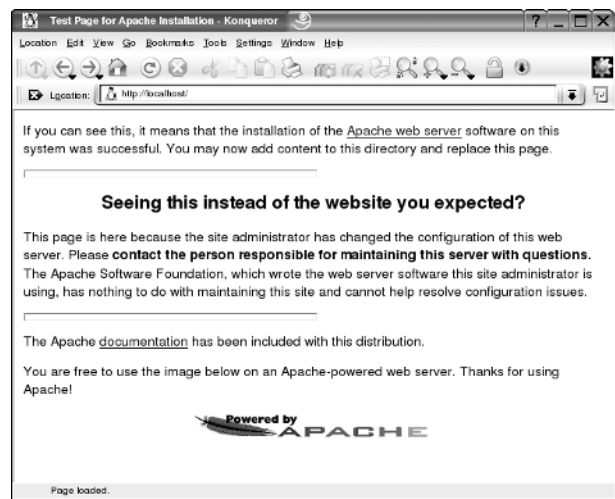 Test Page for Apache Installation - Konqueror
Location Edit View Go Bookmarks Tools Settings Window Help
Location: http://localhost/
If you can see this, it means that the installation of the Apache web server software on this
system was successful. You may now add content to this directory and replace this page.
Seeing this instead of the website you expected?
This page is here because the site administrator has changed the configuration of this web
server. Please contact the person responsible for maintaining this server with questions.
The Apache Software Foundation, which wrote the web server software this site administrator is
using, has nothing to do with maintaining this site and cannot help resolve configuration issues.
The Apache documentation has been included with this distribution.
You are free to use the image below on an Apache-powered web server. Thanks for using
Apache!
Powered by
APACHE
Page loaded.